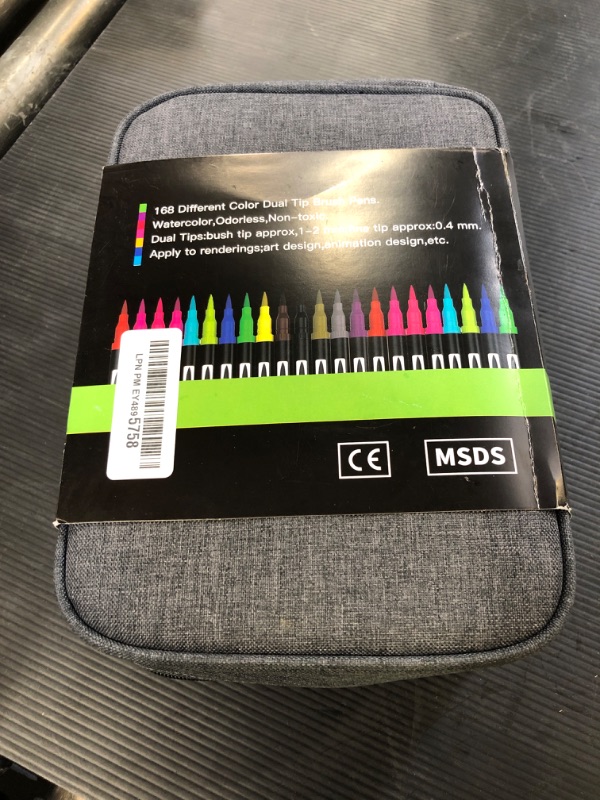 168 Different Color Dual Tip Brush Pens.
Watercolor,Odorless,Non-toxic.
Dual Tips:bush tip approx,1-2 tip approx:0.4 mm.
Apply to renderings;art design,animation design,etc.
LPN PM EY4895758
CE
MSDS